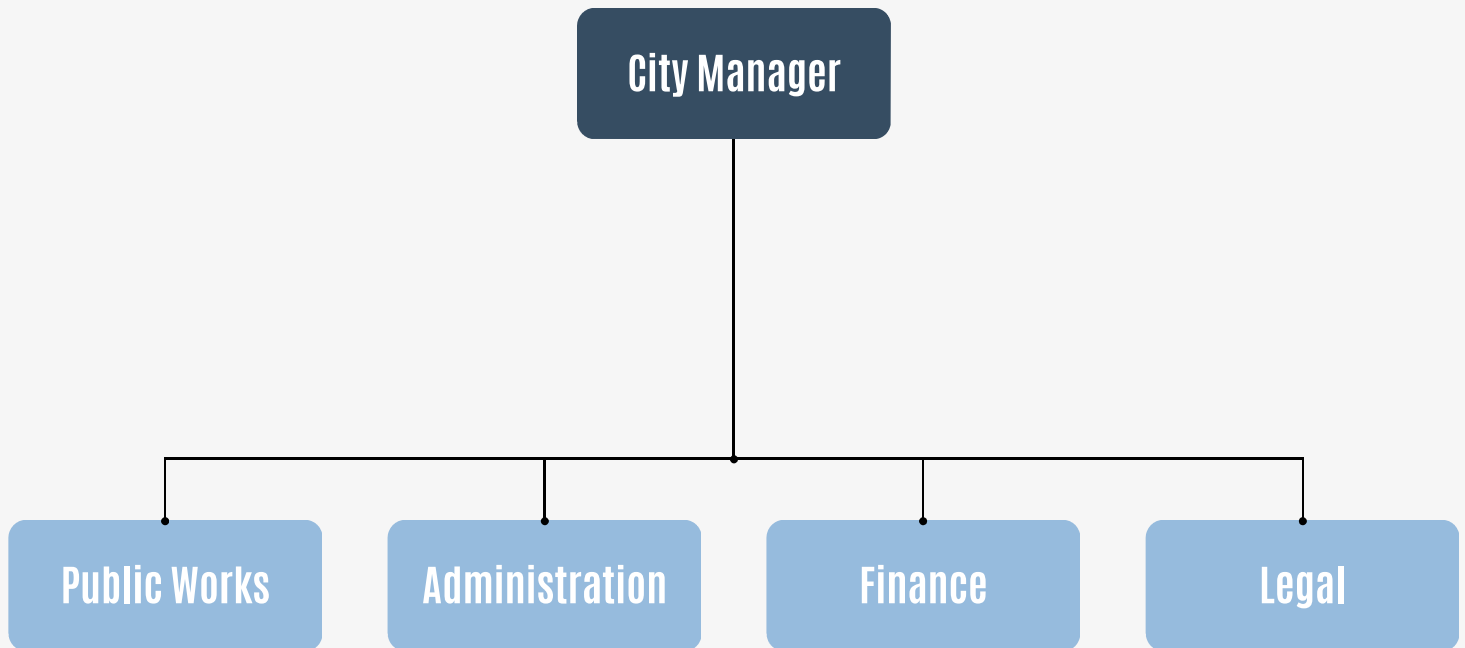 City Manager
Public Works
Administration
Finance
Legal